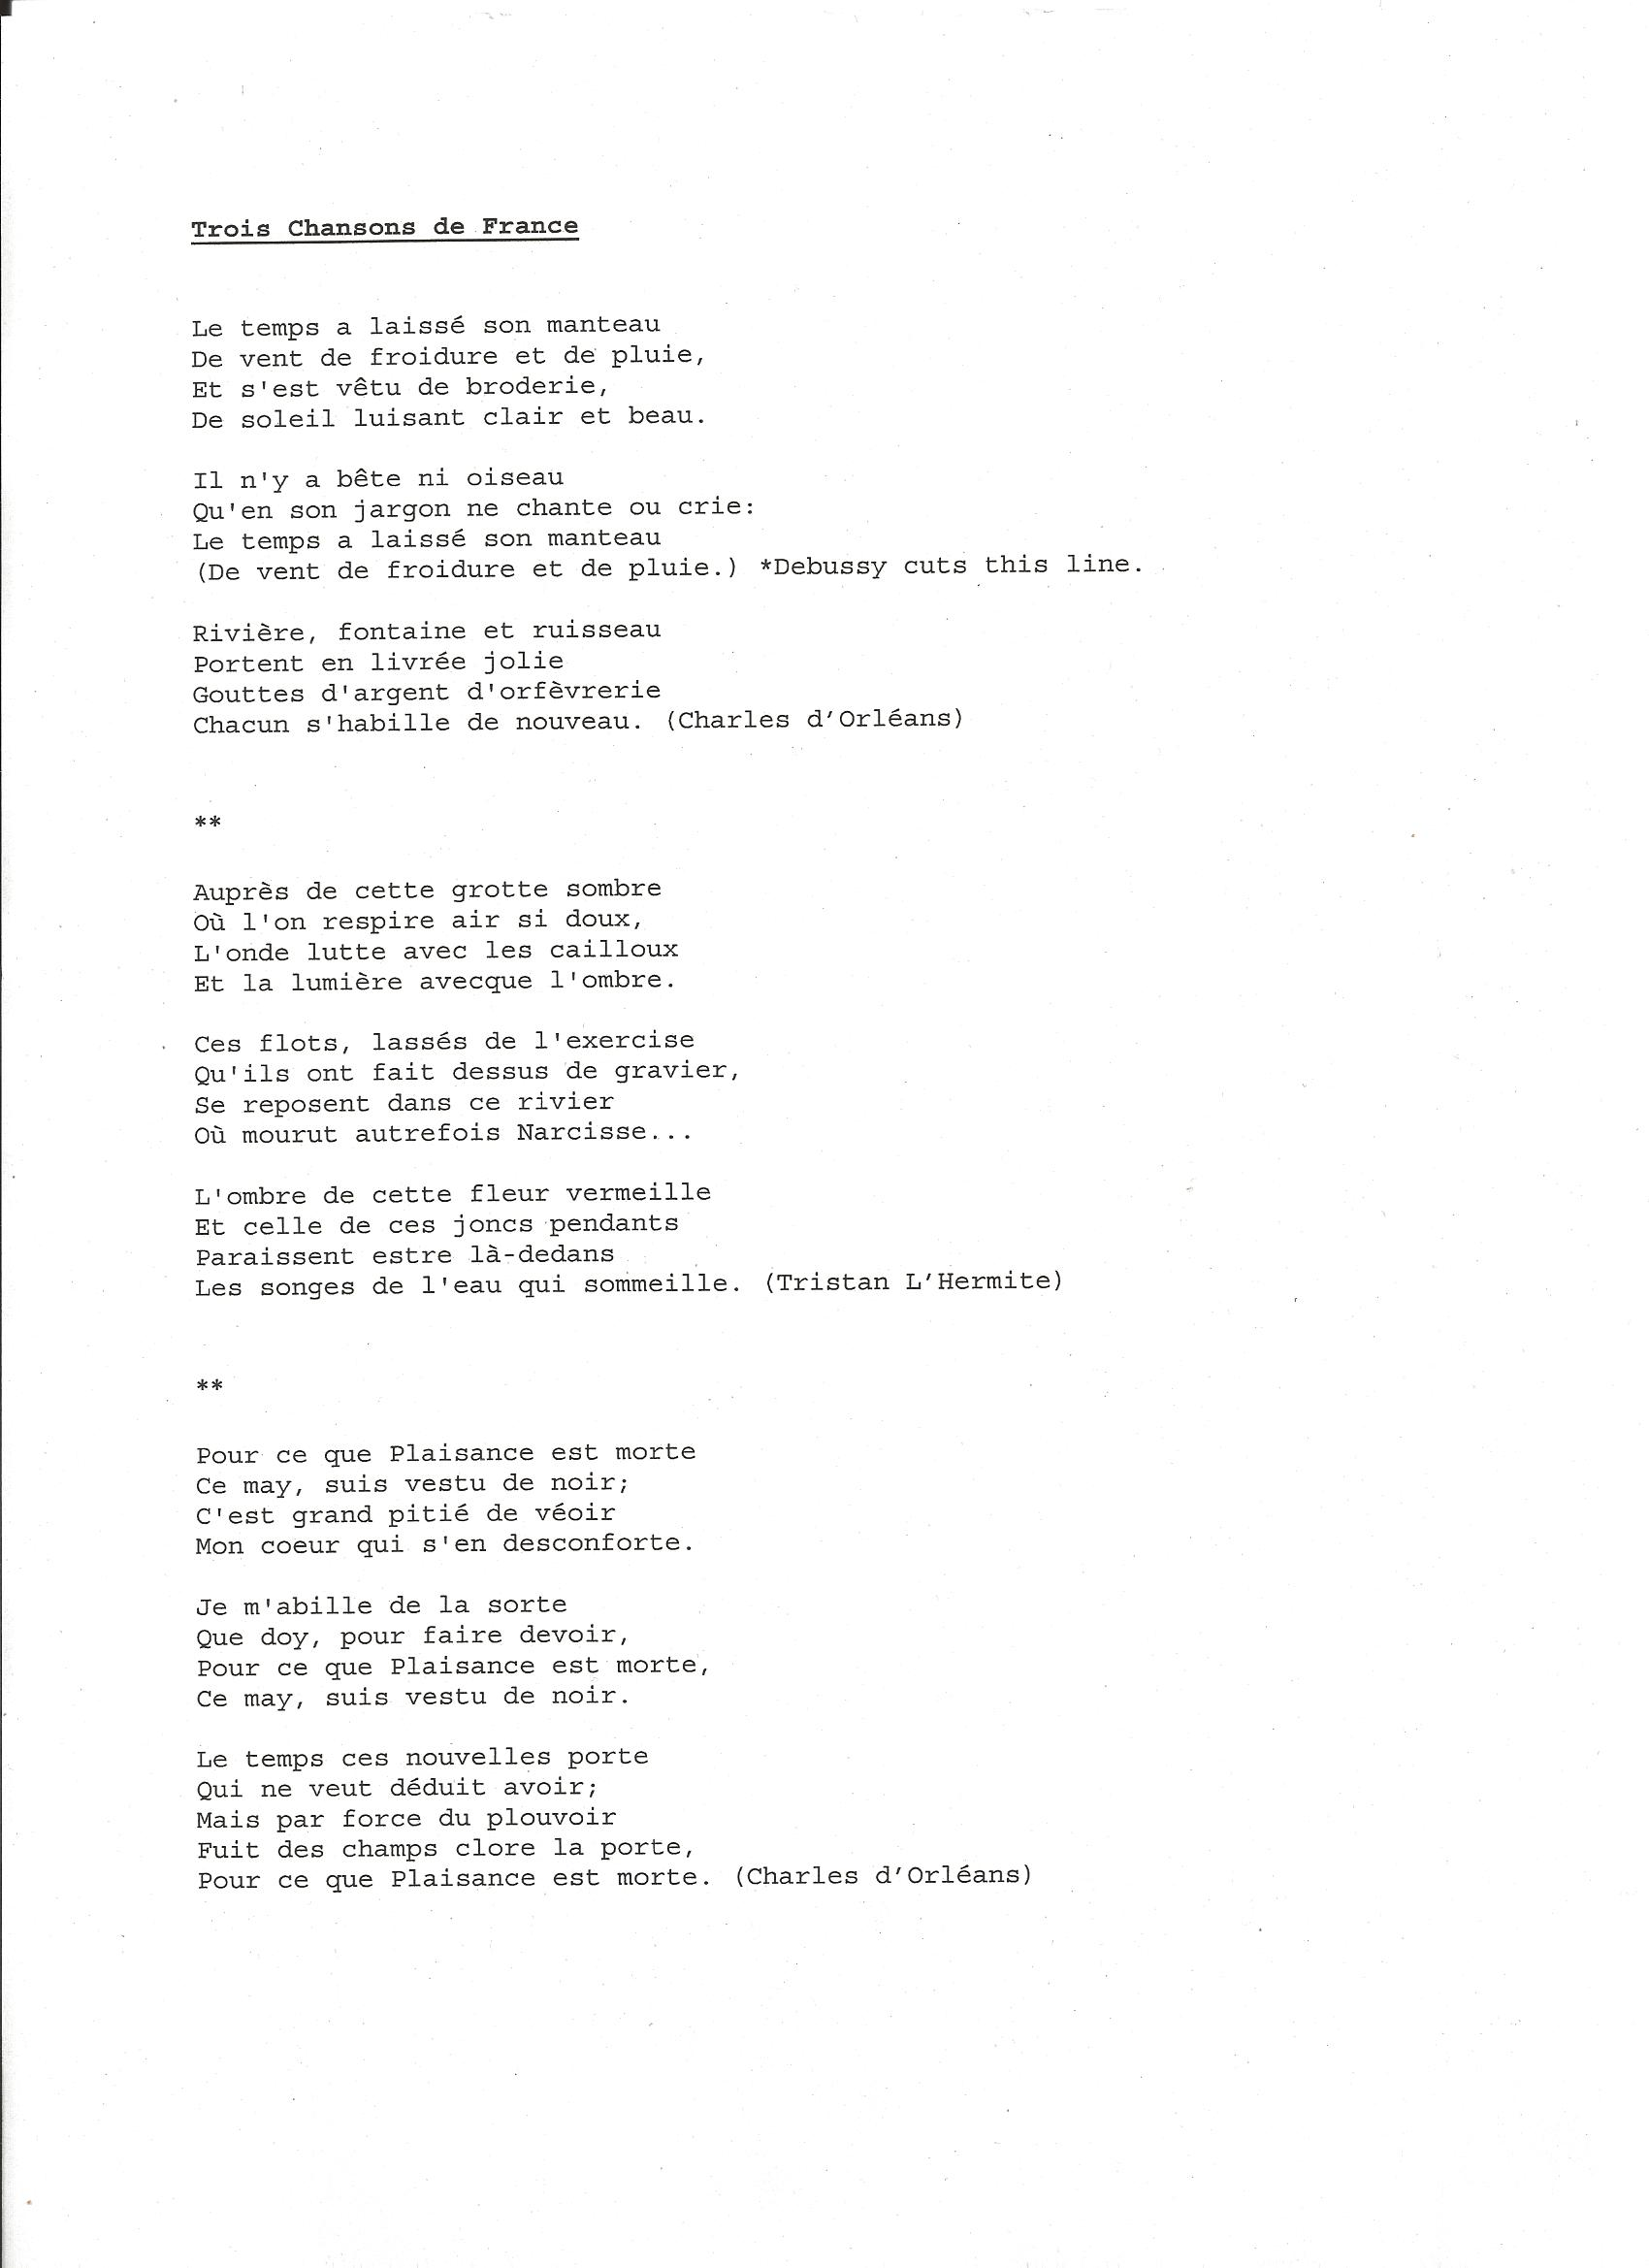 Trois Chansons de France
Le temps a laissé son manteau
De vent de froidure et de pluie,
Et s'est vêtu de broderie,
De soleil luisant clair et beau.
Il n'y a bête ni oiseau
Qu'en son jargon ne chante ou crie:
Le temps a laissé son manteau
(De vent de froidure et de pluie.) *Debussy cuts this line.
Rivière, fontaine et ruisseau
Portent en livrée jolie
Gouttes d'argent d'orfèvrerie
Chacun s'habille de nouveau. (Charles d'Orléans)
**
Auprès de cette grotte sombre
Où l'on respire air si doux,
L'onde lutte avec les cailloux
Et la lumière avecque l'ombre.
Ces flots, lassés de l'exercise
Qu'ils ont fait dessus de gravier,
Se reposent dans ce rivier
Où mourut autrefois Narcisse...
L'ombre de cette fleur vermeille
Et celle de ces joncs pendants
Paraissent estre là-dedans
Les songes de l'eau qui sommeille. (Tristan L'Hermite)
**
Pour ce que Plaisance est morte
Ce may, suis vestu de noir;
C'est grand pitié de véoir
Mon coeur qui s'en desconforte.
Je m'abille de la sorte
Que doy, pour faire devoir,
Pour ce que Plaisance est morte,
Ce may, suis vestu de noir.
Le temps ces nouvelles porte
Qui ne veut déduit avoir;
Mais par force du plouvoir
Fuit des champs clore la porte,
Pour ce que Plaisance est morte. (Charles d'Orléans)